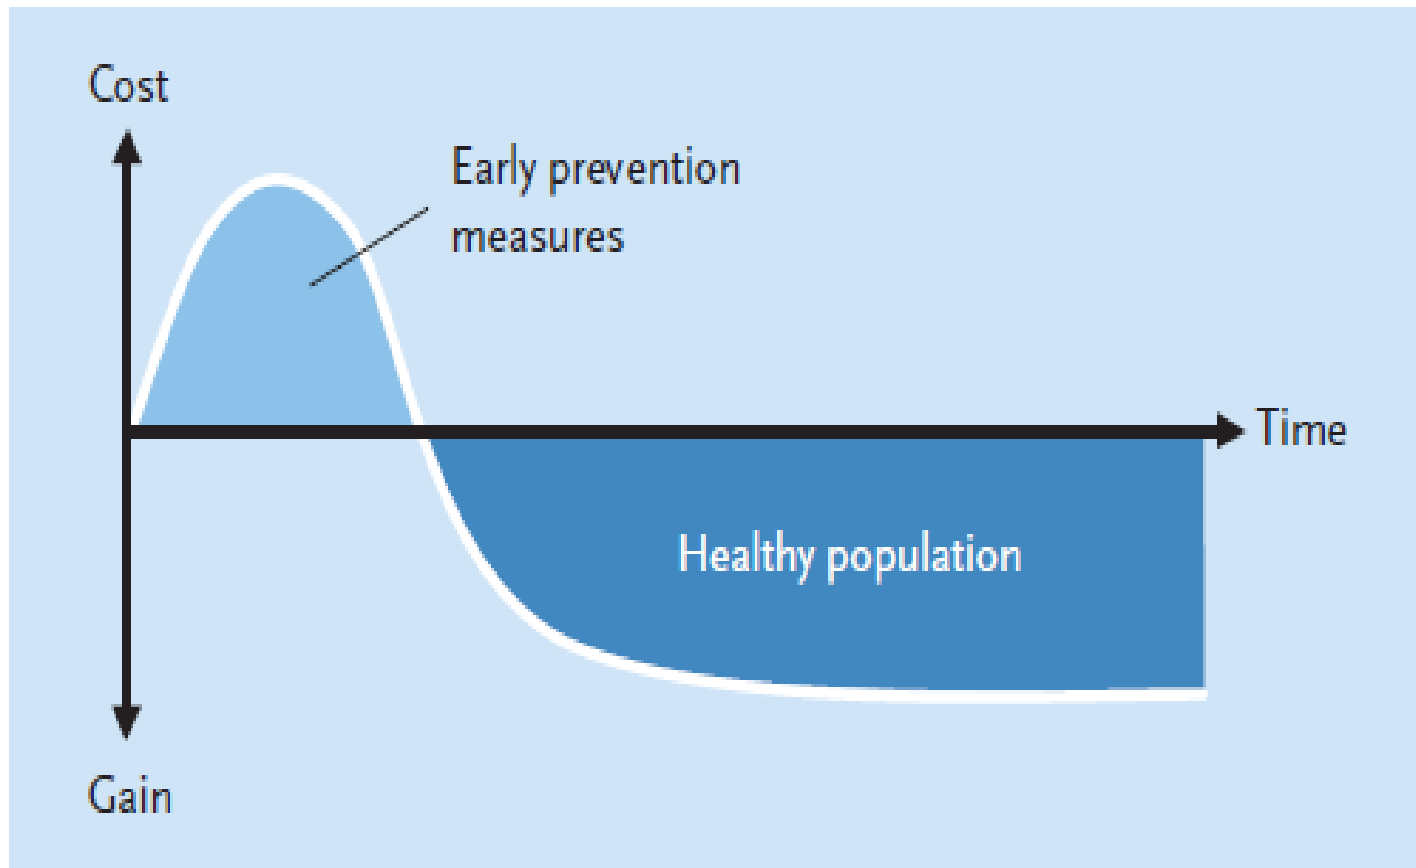 Cost
Early prevention
measures
Time
Healthy population
Gain